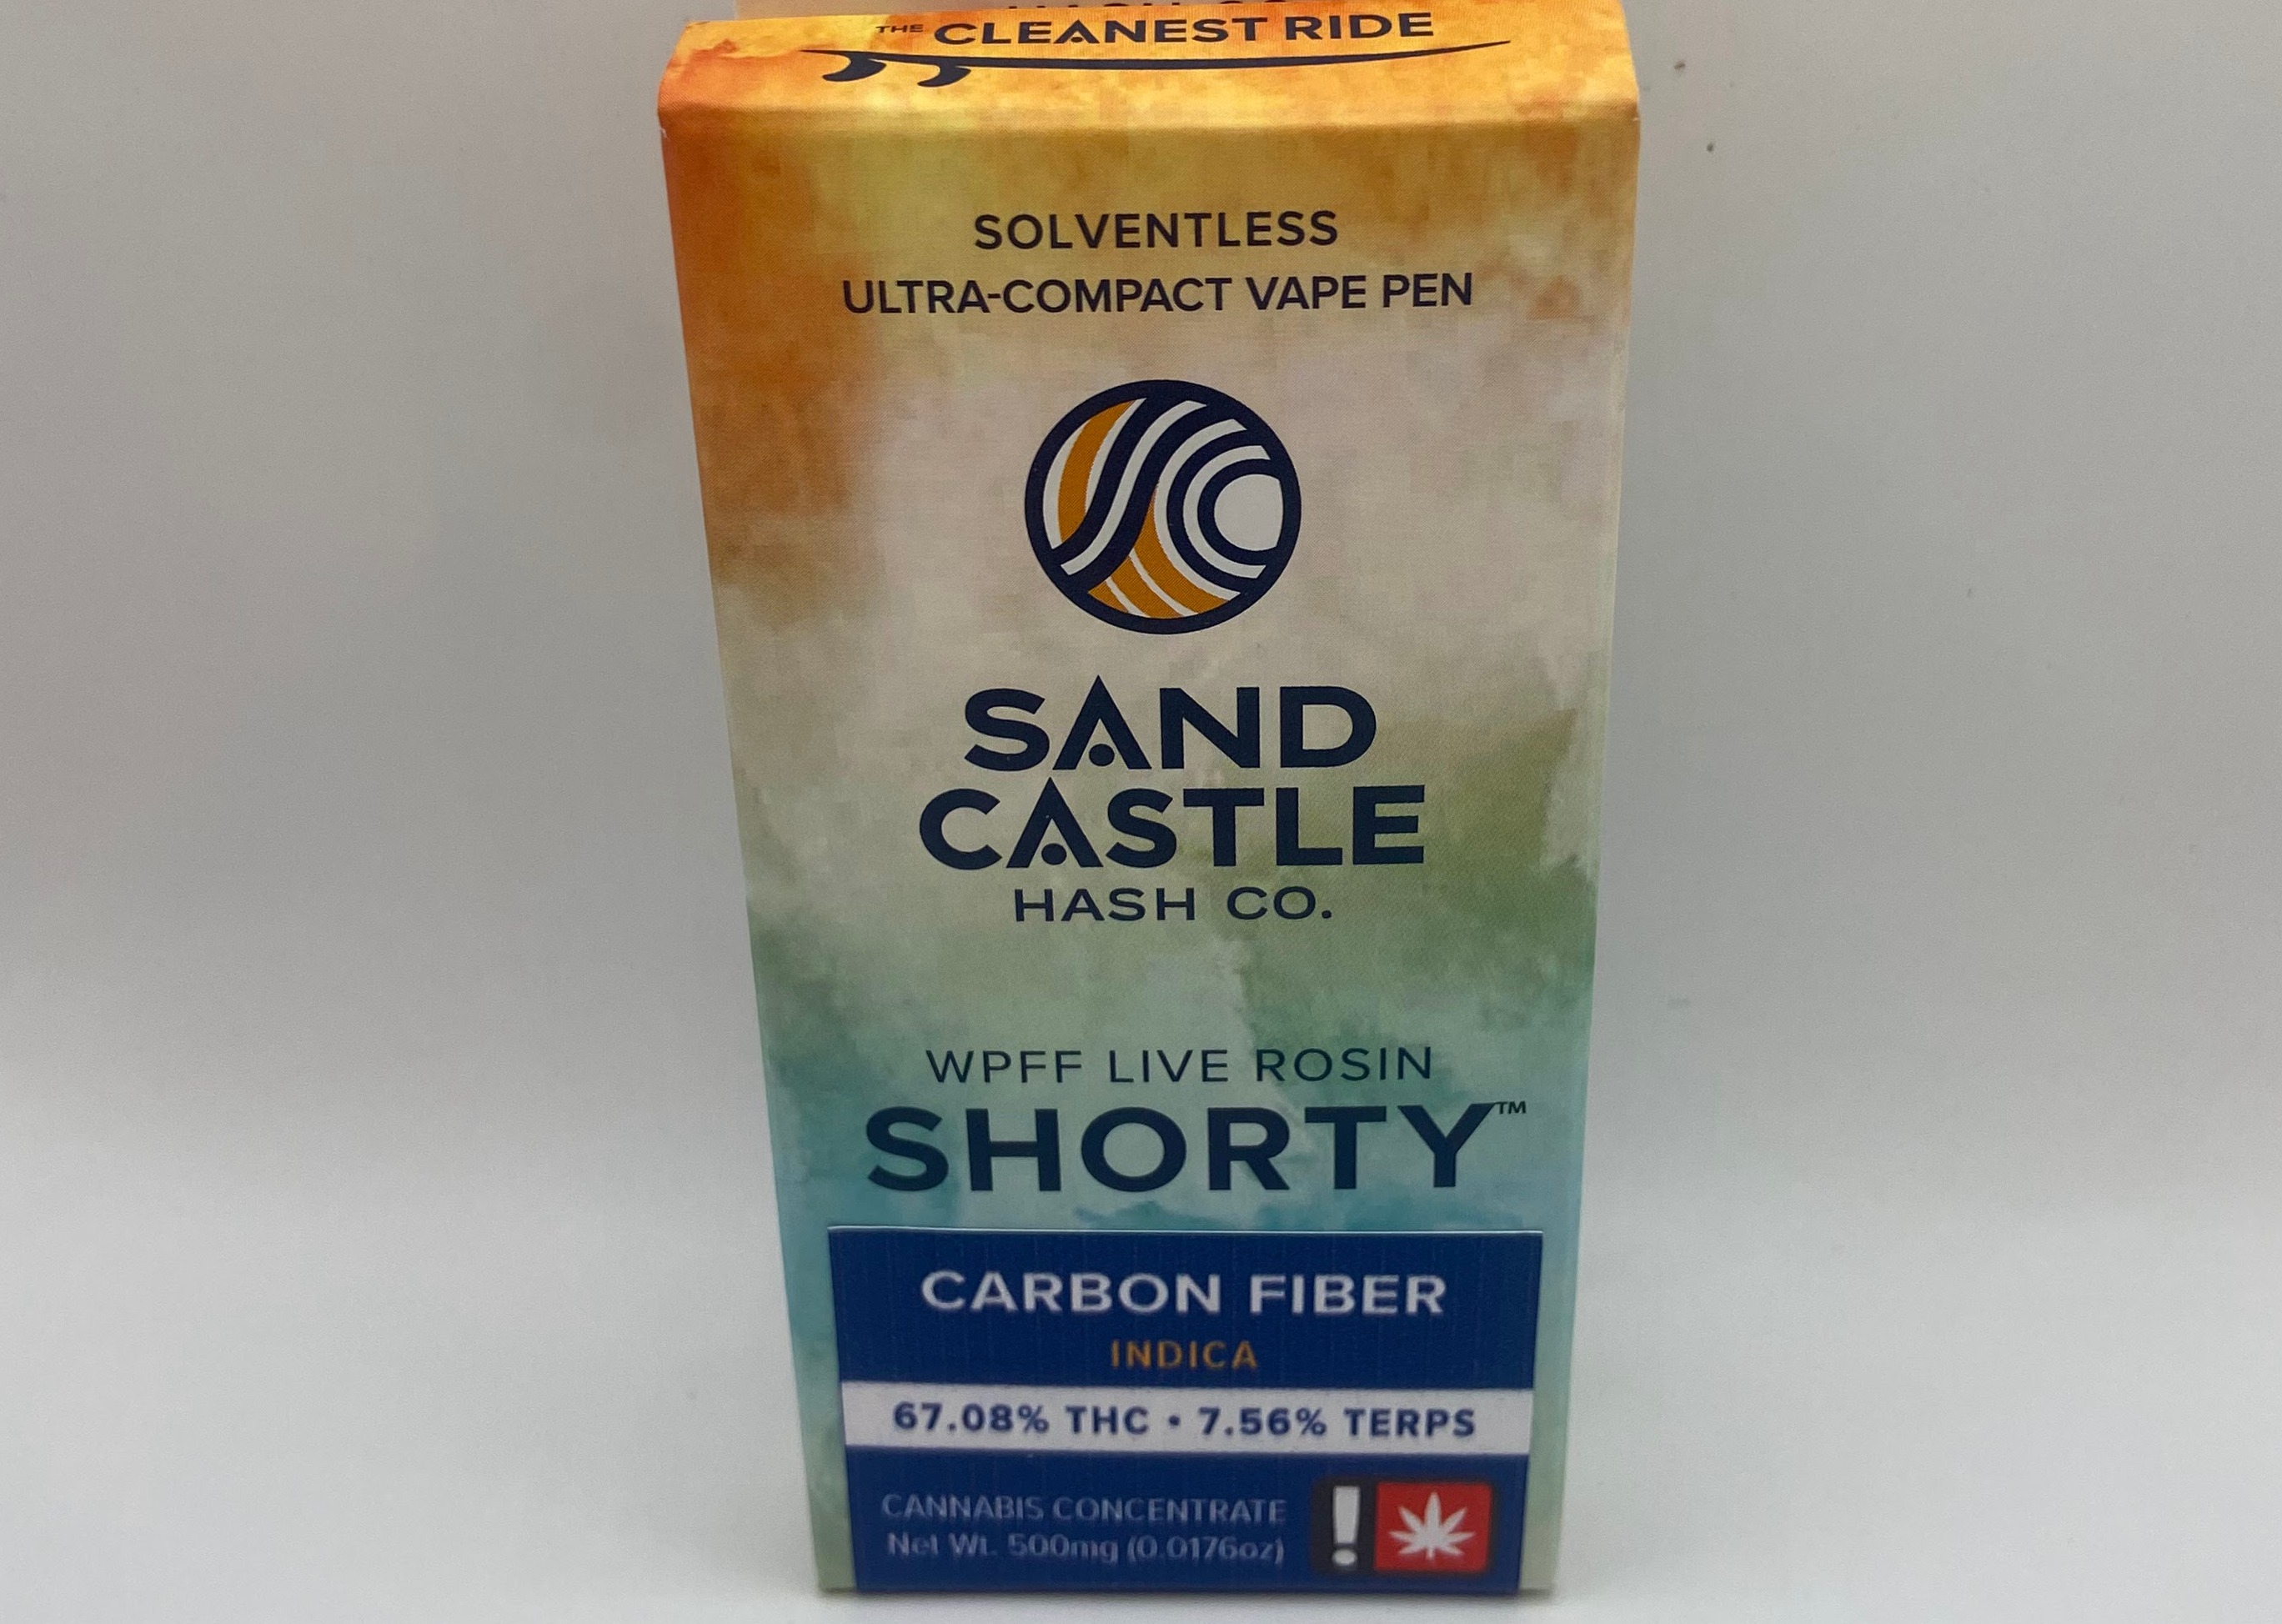 THE CLEANEST RIDE
SOLVENTLESS
ULTRA-COMPACT VAPE PEN
SAND
CASTLE
HASH CO.
WPFF LIVE ROSIN
SHORTY™
CARBON FIBER
INDICA
67.08% THC • 7.56% TERPS
CANNABIS CONCENTRATE
Net Wt. 500mg (0.0176oz)
!